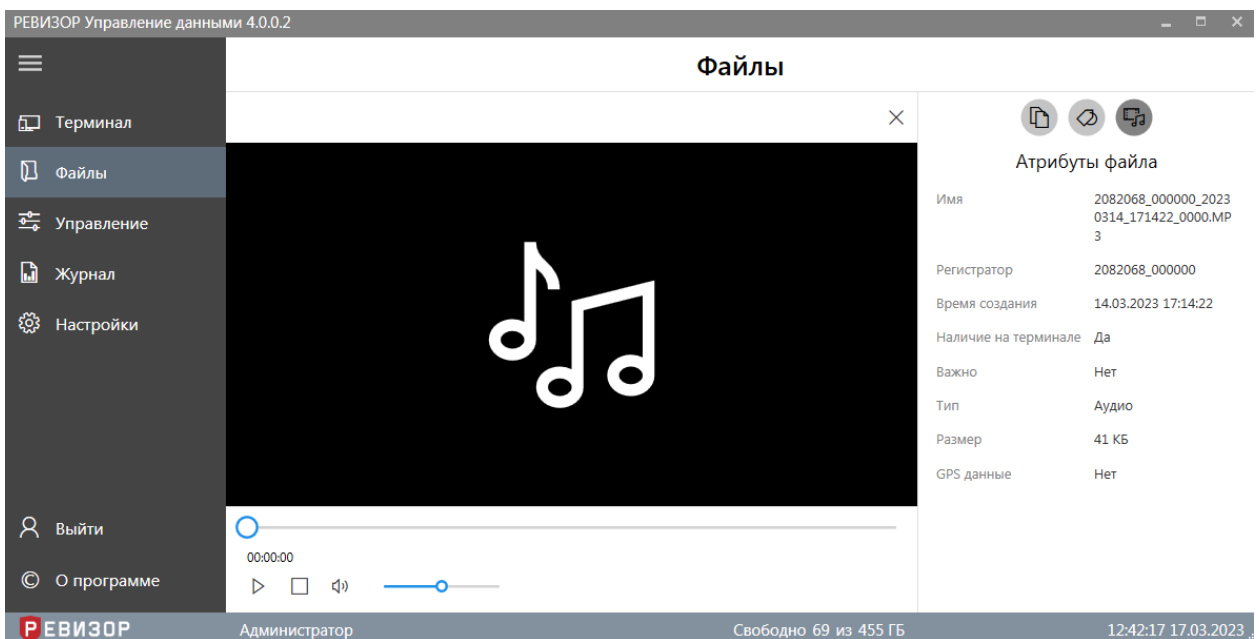 РЕВИЗОР Управление данными 4.0.0.2
Файлы
Терминал
Файлы
Управление
Журнал
Настройки
Выйти
© О программе
00:00:00
Атрибуты файла
Имя 2082068_000000_2023
0314_171422_0000.MP
3
Регистратор 2082068_000000
Время создания 14.03.2023 17:14:22
Наличие на терминале Да
Важно Нет
Тип Аудио
Размер 41 КБ
GPS данные Нет
РЕВИЗОР Администратор Свободно 69 из 455 ГБ 12:42:17 17.03.2023